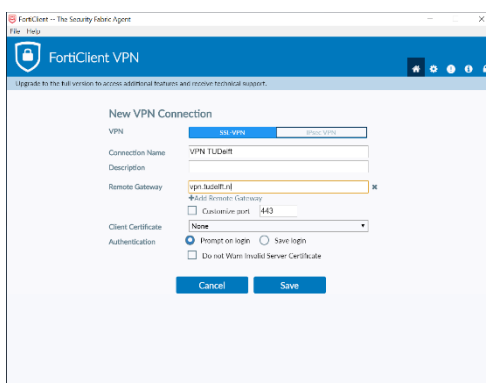 FortiClient -- The Security Fabric Agent
File Help
FortiClient VPN
Upgrade to the full version to access additional features and receive technical support.
New VPN Connection
VPN SSL-VPN IPsec VPN
Connection Name VPN TUDelft
Description
Remote Gateway vpn.tudelft.nl
+Add Remote Gateway
Customize port 443
Client Certificate None
Authentication Prompt on login Save login
Do not Warn Invalid Server Certificate
Cancel Save